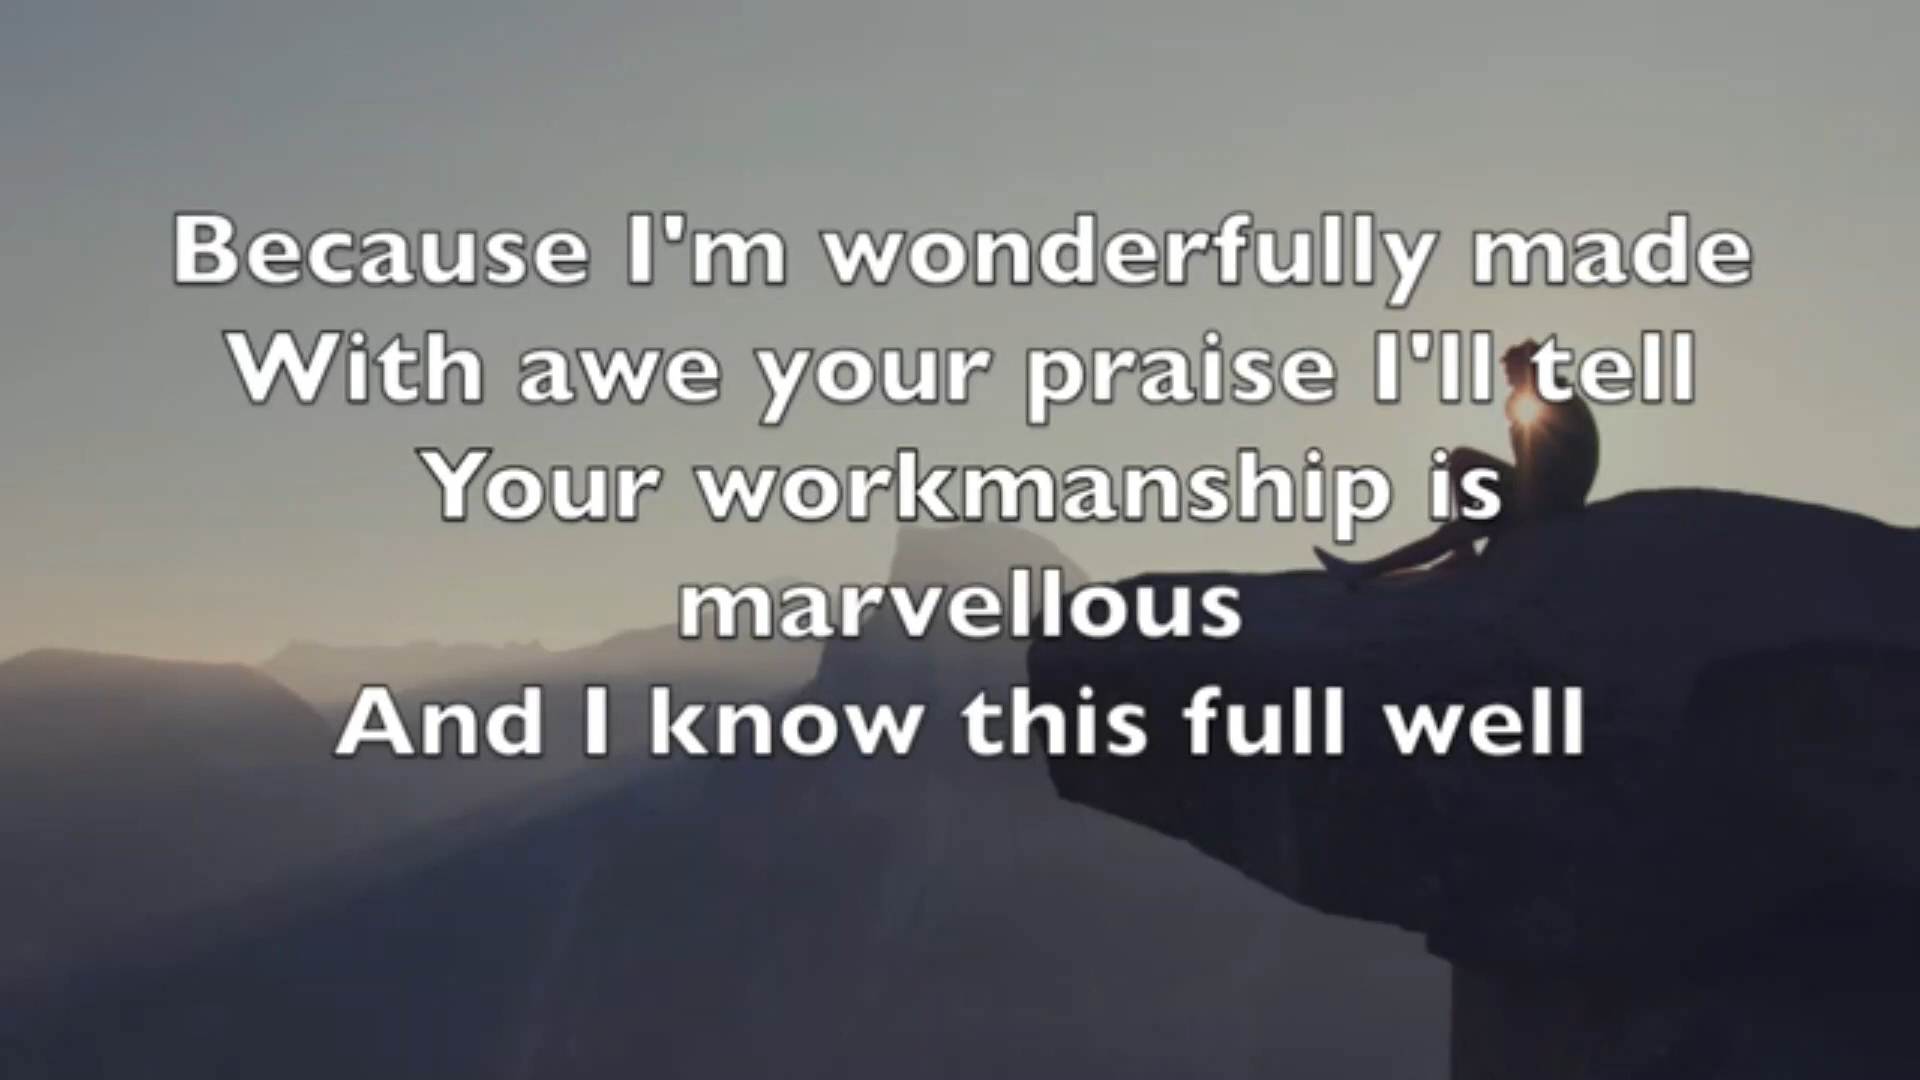 Because I'm wonderfully made
With awe your praise I'll tell
Your workmanship is
marvellous
And I know this full well